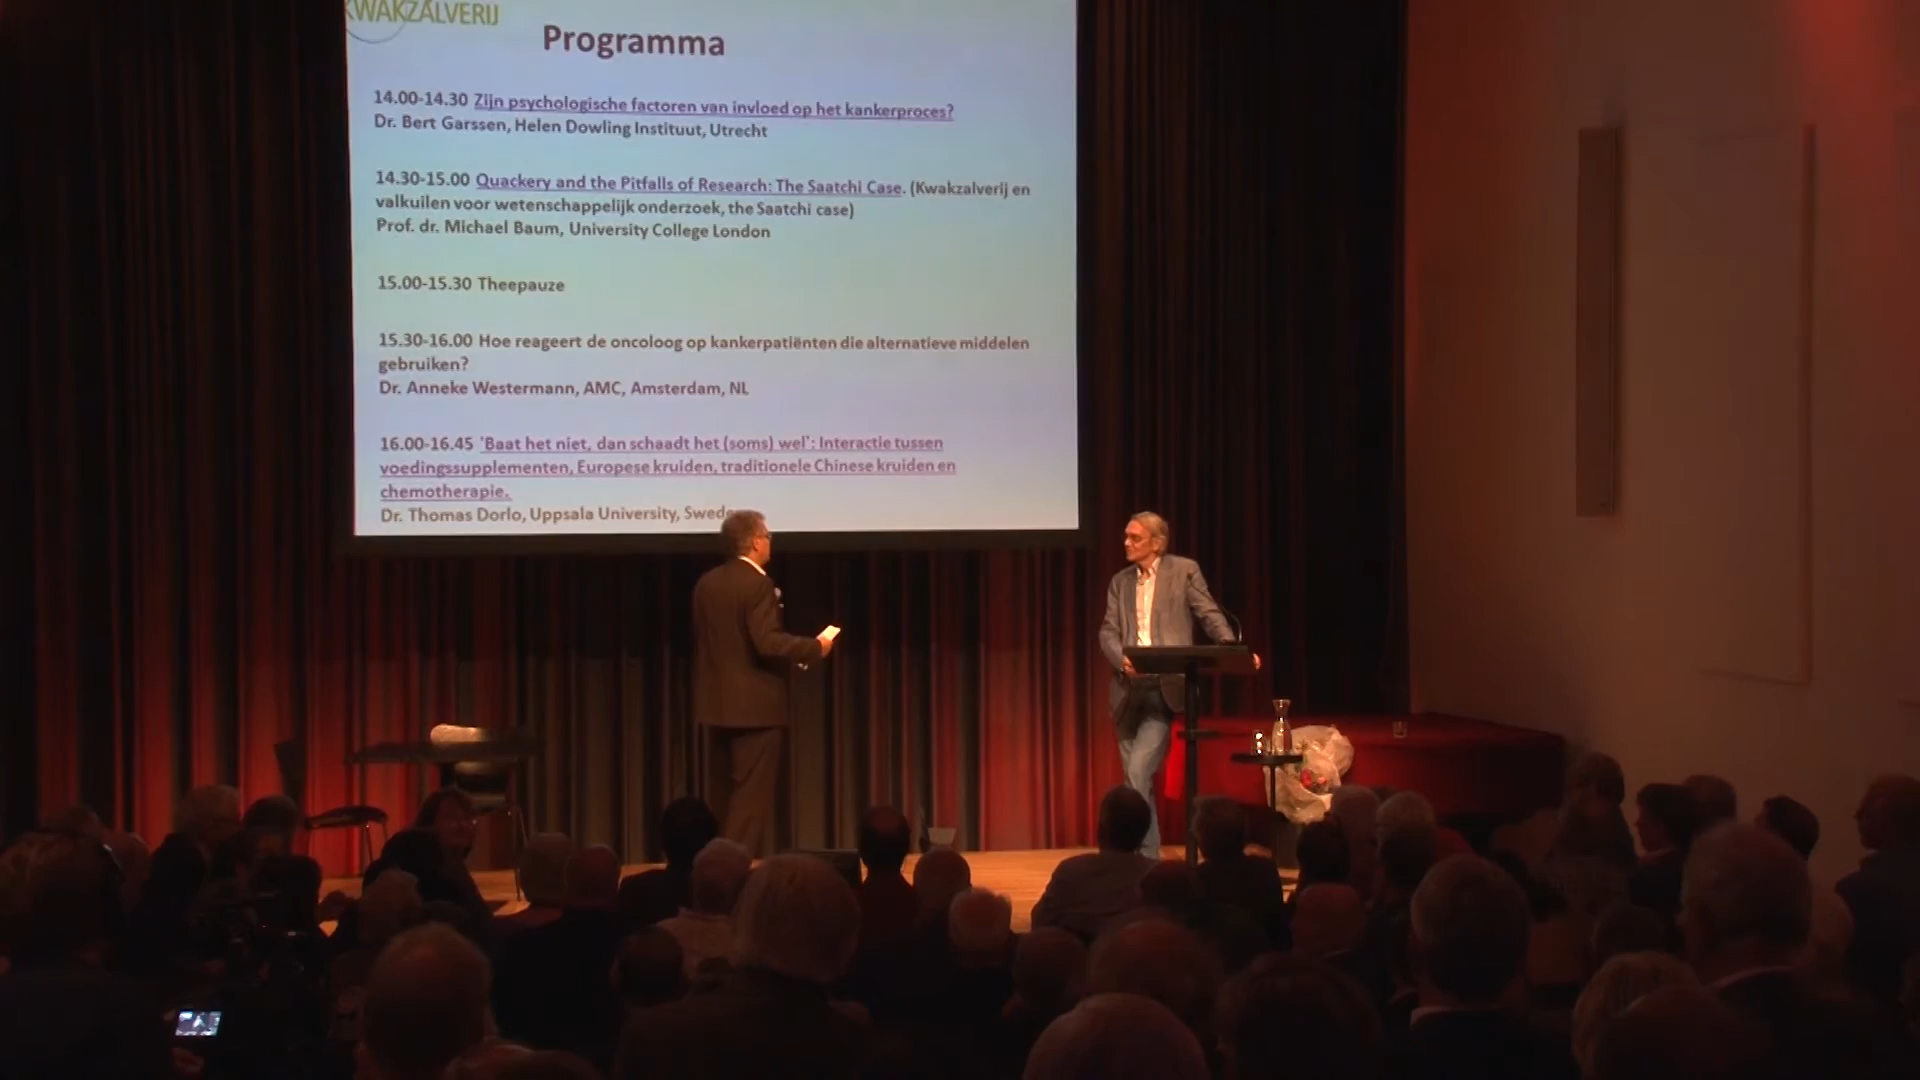 KWAKZALVERIJ
Programma
14.00-14.30 Zijn psychologische factoren van invloed op het kankerproces?
Dr. Bert Garssen, Helen Dowling Instituut, Utrecht
14.30-15.00 Quackery and the Pitfalls of Research: The Saatchi Case. (Kwakzalverij en
valkuilen voor wetenschappelijk onderzoek, the Saatchi case)
Prof. dr. Michael Baum, University College London
15.00-15.30 Theepauze
15.30-16.00 Hoe reageert de oncoloog op kankerpatiënten die alternatieve middelen
gebruiken?
Dr. Anneke Westermann, AMC, Amsterdam, NL
16.00-16.45 'Baat het niet, dan schaadt het (soms) wel': Interactie tussen
voedingssupplementen, Europese kruiden, traditionele Chinese kruiden en
chemotherapie.
Dr. Thomas Dorlo, Uppsala University, Swed